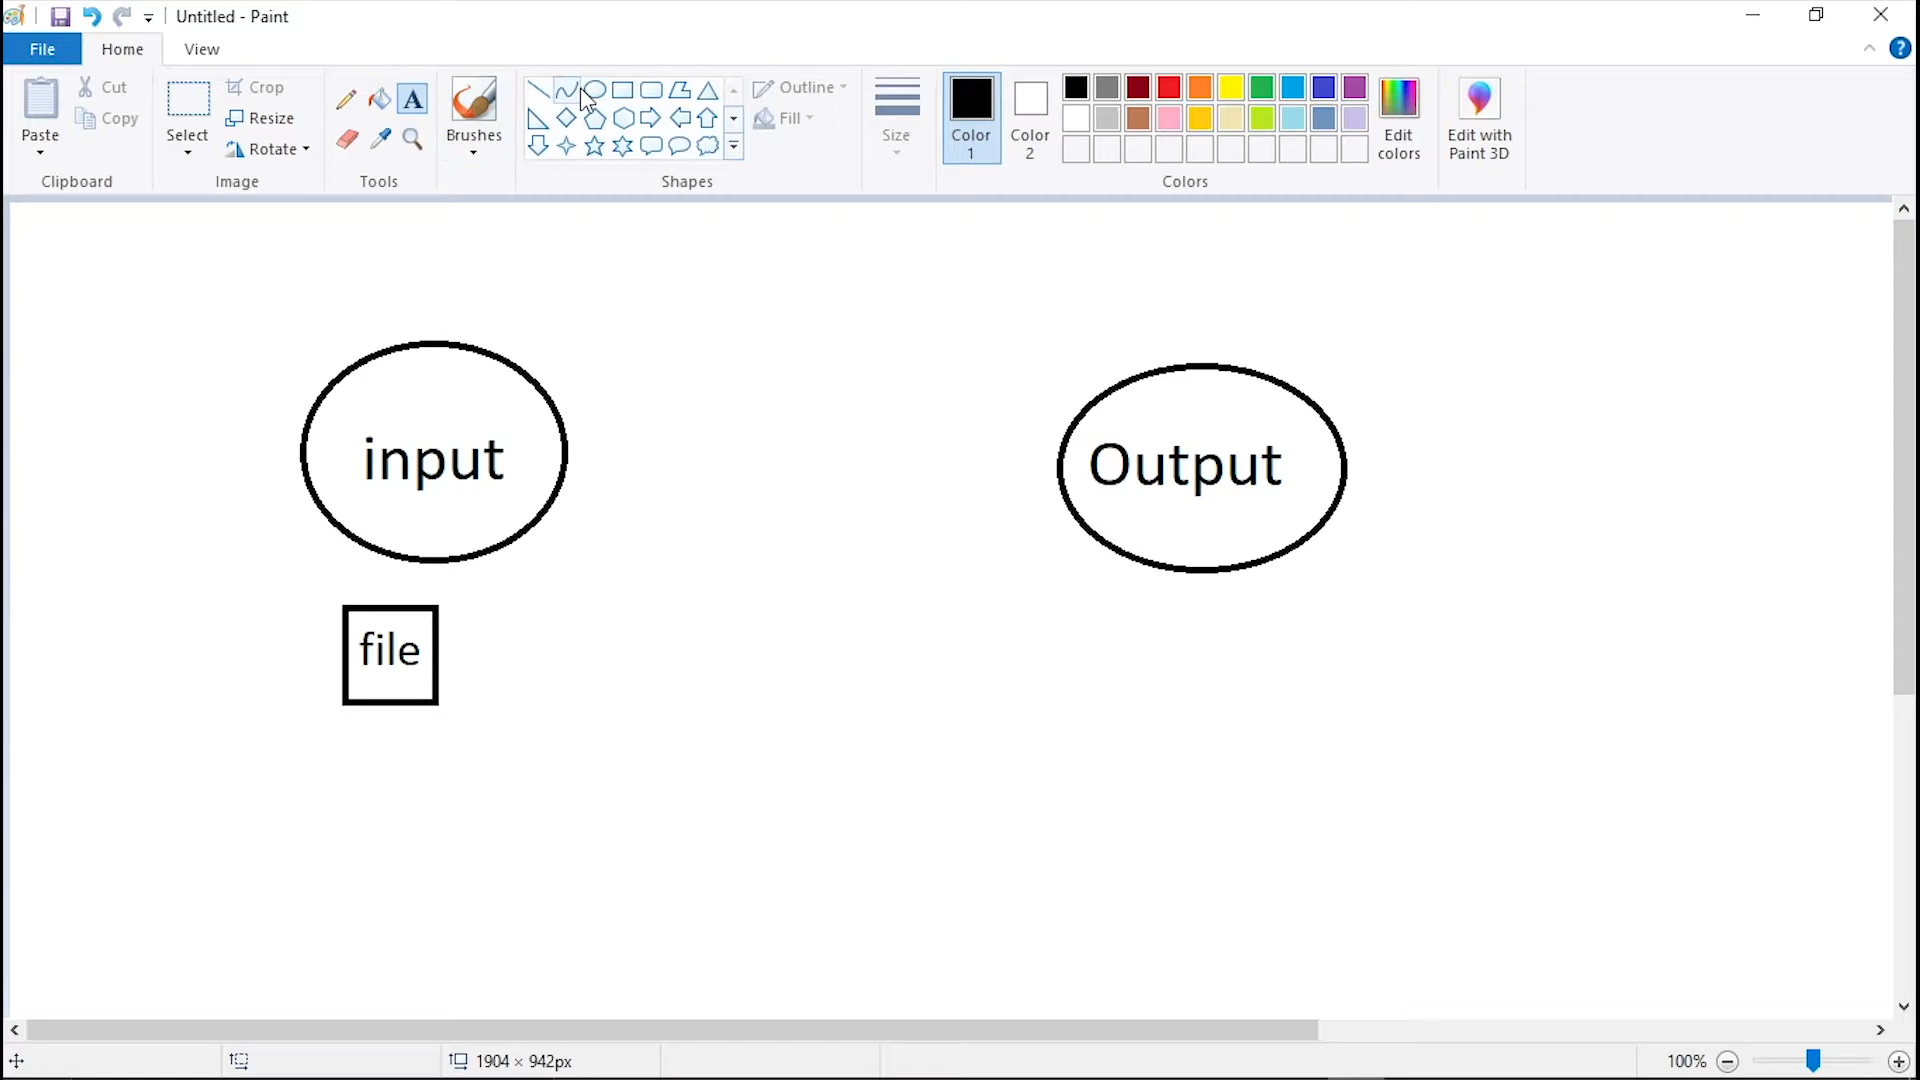 Untitled - Paint
File Home View
Paste
Cut
Copy
Clipboard
Select
Crop
Resize
Rotate
Image
A
Tools
Brushes
Shapes
Outline
Fill
Size
Color 1
Color 2
Edit colors
Colors
Edit with Paint 3D
input
Output
file
1904 × 942px
100%